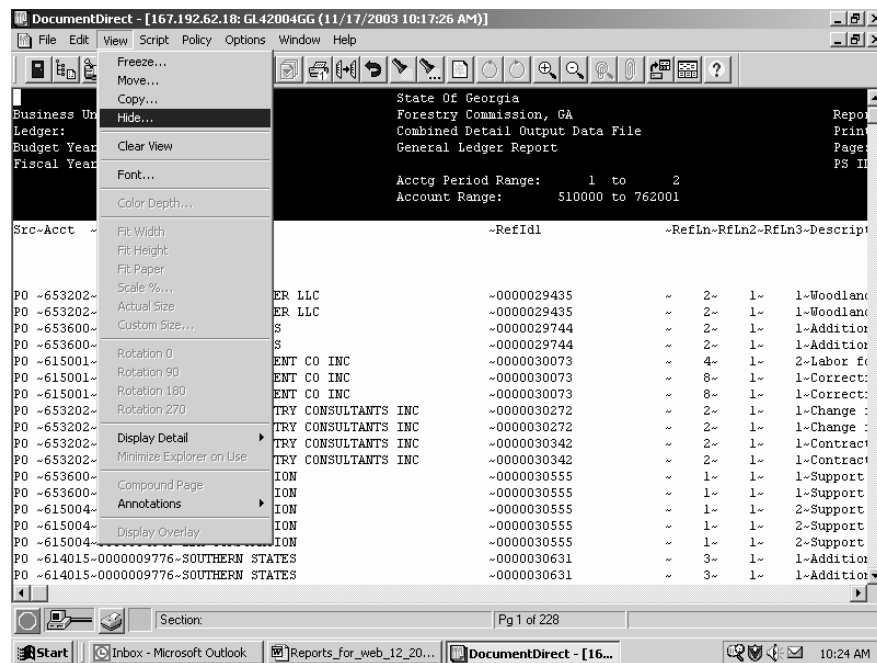 DocumentDirect - [167.192.62.18: GL42004GG (11/17/2003 10:17:26 AM)]
File Edit View Script Policy Options Window Help
Freeze...
Move...
Copy...
Hide...
Clear View
Font...
Color Depth...
Fit Width
Fit Height
Fit Paper
Scale %...
Actual Size
Custom Size...
Rotation 0
Rotation 90
Rotation 180
Rotation 270
Display Detail
Minimize Explorer on Use
Compound Page
Annotations
Display Overlay
State Of Georgia
Business Un Forestry Commission, GA Repo
Ledger: Combined Detail Output Data File Prin
Budget Year General Ledger Report Page
Fiscal Year PS I
Acctg Period Range: 1 to 2
Account Range: 510000 to 762001
Src~Acct ~ ~RefId1 ~RefLn~RfLn2~RfLn3~Descript
PO ~653202~ ER LLC ~0000029435 ~ 2~ 1~ 1~Woodland
PO ~653202~ ER LLC ~0000029435 ~ 2~ 1~ 1~Woodland
PO ~653600~ S ~0000029744 ~ 2~ 1~ 1~Addition
PO ~653600~ S ~0000029744 ~ 2~ 1~ 1~Addition
PO ~615001~ ENT CO INC ~0000030073 ~ 4~ 1~ 2~Labor fo
PO ~615001~ ENT CO INC ~0000030073 ~ 8~ 1~ 1~Correct
PO ~615001~ ENT CO INC ~0000030073 ~ 8~ 1~ 1~Correct
PO ~653202~ TRY CONSULTANTS INC ~0000030272 ~ 2~ 1~ 1~Change
PO ~653202~ TRY CONSULTANTS INC ~0000030272 ~ 2~ 1~ 1~Change
PO ~653202~ TRY CONSULTANTS INC ~0000030342 ~ 2~ 1~ 1~Contract
PO ~653202~ TRY CONSULTANTS INC ~0000030342 ~ 2~ 1~ 1~Contract
PO ~653600~ ION ~0000030555 ~ 1~ 1~ 1~Support
PO ~653600~ ION ~0000030555 ~ 1~ 1~ 1~Support
PO ~615004~ ION ~0000030555 ~ 1~ 1~ 2~Support
PO ~615004~ ION ~0000030555 ~ 1~ 1~ 2~Support
PO ~615004~ ION ~0000030555 ~ 1~ 1~ 2~Support
PO ~614015~0000009776~SOUTHERN STATES ~0000030631 ~ 3~ 1~ 1~Addition
PO ~614015~0000009776~SOUTHERN STATES ~0000030631 ~ 3~ 1~ 1~Addition
Section: Pg 1 of 228
Start Inbox - Microsoft Outlook Reports_for_web_12_20... DocumentDirect - [16... 10:24 AM